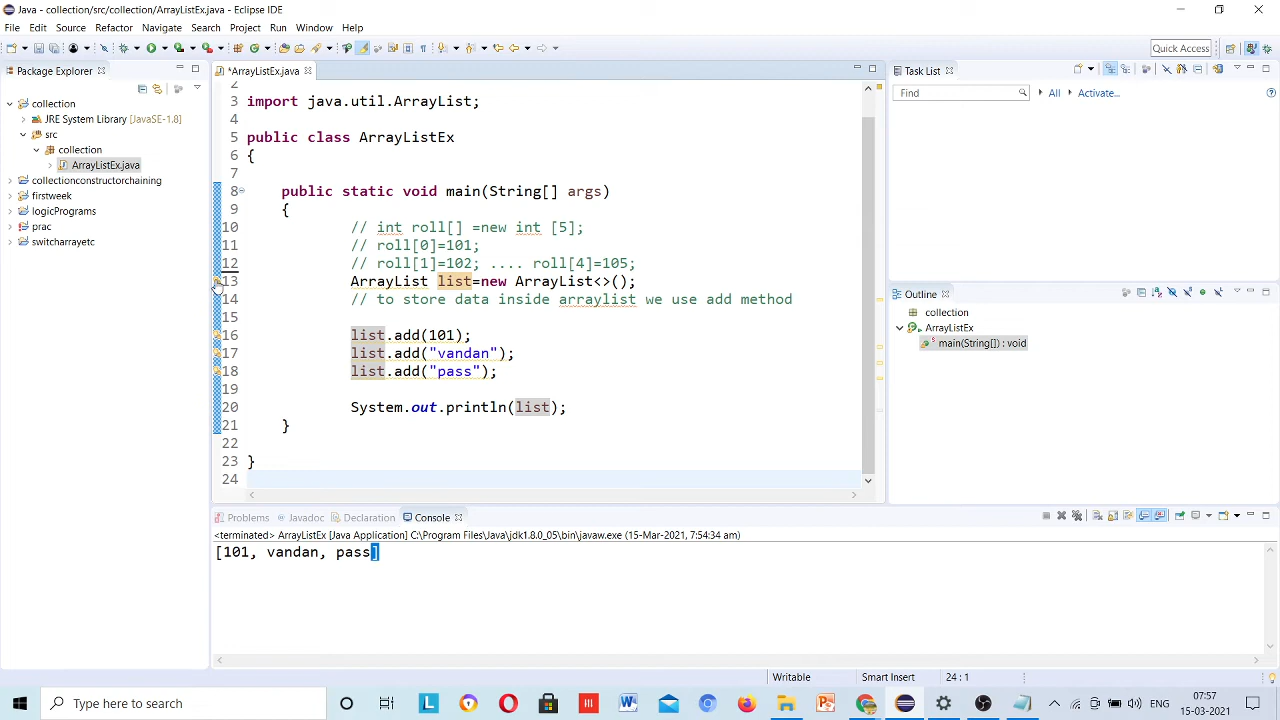 Java - collection/src/collection/ArrayListEx.java - Eclipse IDE
File Edit Source Refactor Navigate Search Project Run Window Help
Quick Access
Package Explorer
*ArrayListEx.java
Task List
collection
JRE System Library [JavaSE-1.8]
src
collection
ArrayListEx.java
collectionconstructorchaining
firstweek
logicPrograms
prac
switcharrayetc
2
3 import java.util.ArrayList;
4
5 public class ArrayListEx
6 {
7
8 public static void main(String[] args)
9 {
10 // int roll[] =new int [5];
11 // roll[0]=101;
12 // roll[1]=102; .... roll[4]=105;
13 ArrayList list=new ArrayList<>();
14 // to store data inside arraylist we use add method
15
16 list.add(101);
17 list.add("vandan");
18 list.add("pass");
19
20 System.out.println(list);
21 }
22
23 }
24
Find
All
Activate...
Outline
collection
ArrayListEx
main(String[]) : void
Problems Javadoc Declaration Console
<terminated> ArrayListEx [Java Application] C:\Program Files\Java\jdk1.8.0_05\bin\javaw.exe (15-Mar-2021, 7:54:34 am)
[101, vandan, pass]
Writable Smart Insert 24 : 1
Type here to search
ENG
07:57
15-03-2021